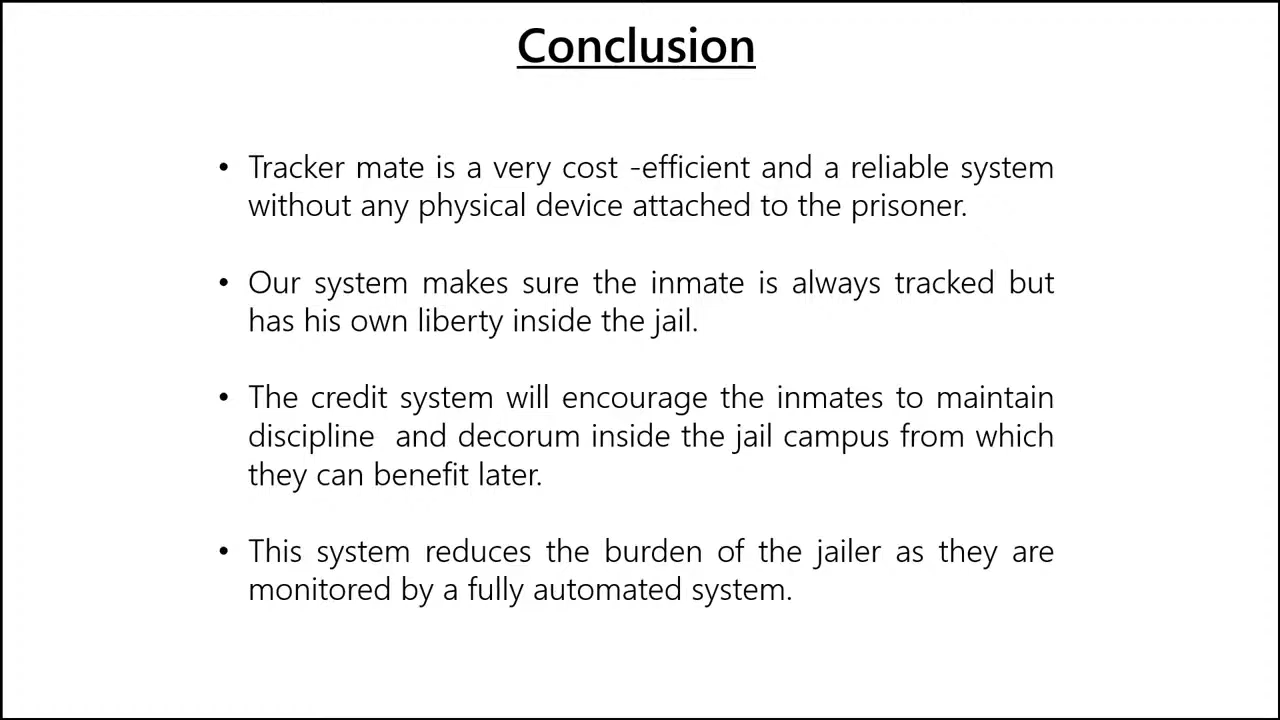 Conclusion
• Tracker mate is a very cost -efficient and a reliable system
without any physical device attached to the prisoner.
• Our system makes sure the inmate is always tracked but
has his own liberty inside the jail.
• The credit system will encourage the inmates to maintain
discipline  and decorum inside the jail campus from which
they can benefit later.
• This system reduces the burden of the jailer as they are
monitored by a fully automated system.